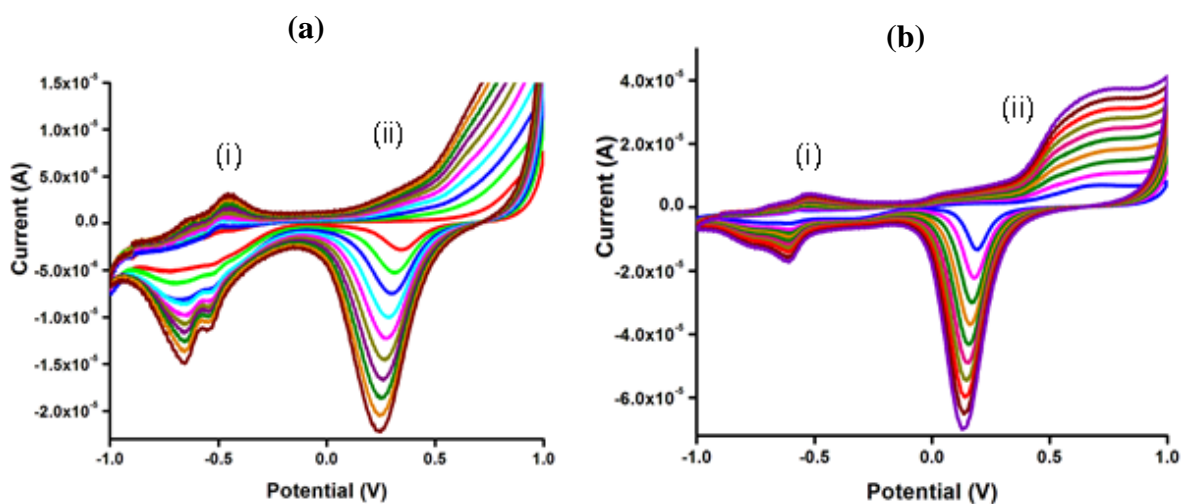 (a)
1.5x10⁻⁵
1.0x10⁻⁵
5.0x10⁻⁶
0.0
-5.0x10⁻⁶
-1.0x10⁻⁵
-1.5x10⁻⁵
-2.0x10⁻⁵
Current (A)
(i)
(ii)
-1.0
-0.5
0.0
0.5
1.0
Potential (V)
(b)
4.0x10⁻⁵
2.0x10⁻⁵
0.0
-2.0x10⁻⁵
-4.0x10⁻⁵
-6.0x10⁻⁵
Current (A)
(i)
(ii)
-1.0
-0.5
0.0
0.5
1.0
Potential (V)